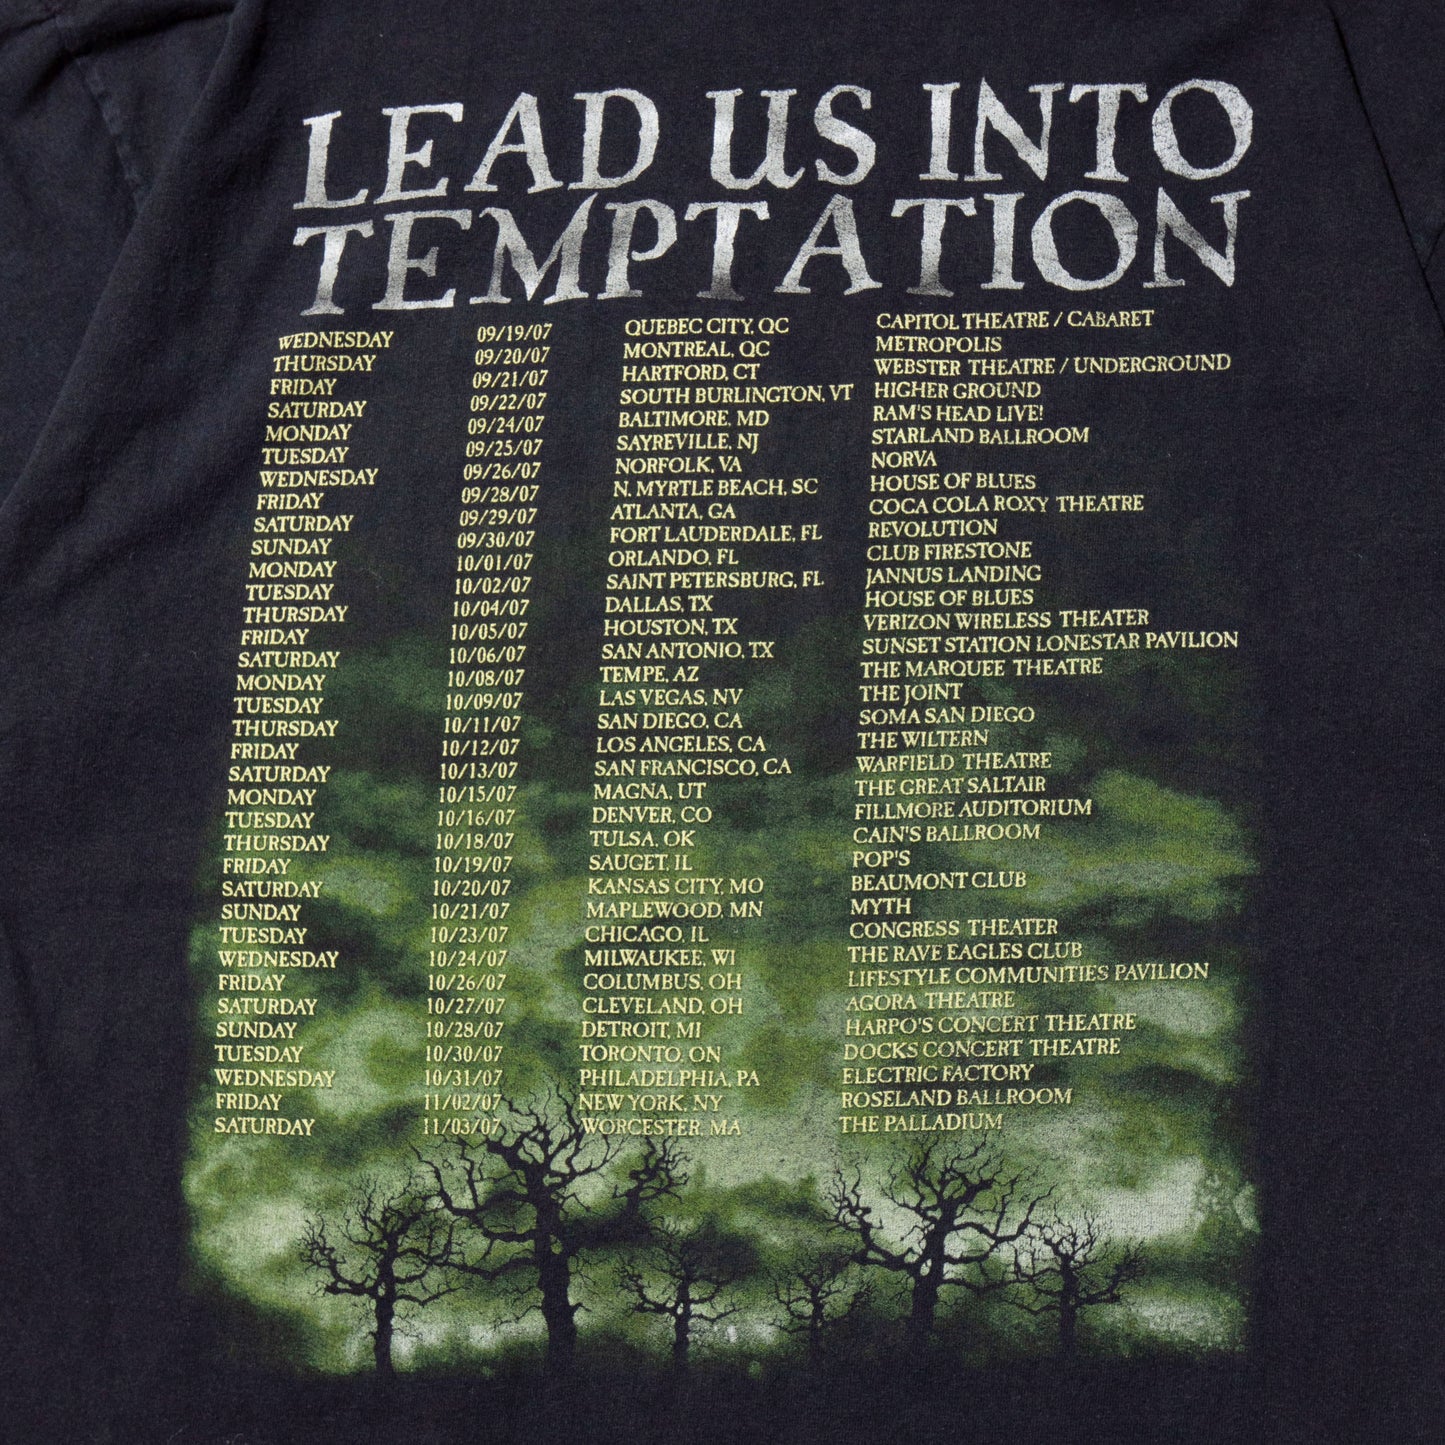 LEAD US INTO
TEMPTATION
WEDNESDAY 09/19/07 QUEBEC CITY, QC CAPITOL THEATRE / CABARET
THURSDAY 09/20/07 MONTREAL, QC METROPOLIS
FRIDAY 09/21/07 HARTFORD, CT WEBSTER THEATRE / UNDERGROUND
SATURDAY 09/22/07 SOUTH BURLINGTON, VT HIGHER GROUND
MONDAY 09/24/07 BALTIMORE, MD RAM'S HEAD LIVE!
TUESDAY 09/25/07 SAYREVILLE, NJ STARLAND BALLROOM
WEDNESDAY 09/26/07 NORFOLK, VA NORVA
FRIDAY 09/28/07 N. MYRTLE BEACH, SC HOUSE OF BLUES
SATURDAY 09/29/07 ATLANTA, GA COCA COLA ROXY THEATRE
SUNDAY 09/30/07 FORT LAUDERDALE, FL REVOLUTION
MONDAY 10/01/07 ORLANDO, FL CLUB FIRESTONE
TUESDAY 10/02/07 SAINT PETERSBURG, FL JANNUS LANDING
THURSDAY 10/04/07 DALLAS, TX HOUSE OF BLUES
FRIDAY 10/05/07 HOUSTON, TX VERIZON WIRELESS THEATER
SATURDAY 10/06/07 SAN ANTONIO, TX SUNSET STATION LONESTAR PAVILION
MONDAY 10/08/07 TEMPE, AZ THE MARQUEE THEATRE
TUESDAY 10/09/07 LAS VEGAS, NV THE JOINT
THURSDAY 10/11/07 SAN DIEGO, CA SOMA SAN DIEGO
FRIDAY 10/12/07 LOS ANGELES, CA THE WILTERN
SATURDAY 10/13/07 SAN FRANCISCO, CA WARFIELD THEATRE
MONDAY 10/15/07 MAGNA, UT THE GREAT SALTAIR
TUESDAY 10/16/07 DENVER, CO FILLMORE AUDITORIUM
THURSDAY 10/18/07 TULSA, OK CAIN'S BALLROOM
FRIDAY 10/19/07 SAUGET, IL POP'S
SATURDAY 10/20/07 KANSAS CITY, MO BEAUMONT CLUB
SUNDAY 10/21/07 MAPLEWOOD, MN MYTH
TUESDAY 10/23/07 CHICAGO, IL CONGRESS THEATER
WEDNESDAY 10/24/07 MILWAUKEE, WI THE RAVE EAGLES CLUB
FRIDAY 10/26/07 COLUMBUS, OH LIFESTYLE COMMUNITIES PAVILION
SATURDAY 10/27/07 CLEVELAND, OH AGORA THEATRE
SUNDAY 10/28/07 DETROIT, MI HARPO'S CONCERT THEATRE
TUESDAY 10/30/07 TORONTO, ON DOCKS CONCERT THEATRE
WEDNESDAY 10/31/07 PHILADELPHIA, PA ELECTRIC FACTORY
FRIDAY 11/02/07 NEW YORK, NY ROSELAND BALLROOM
SATURDAY 11/03/07 WORCESTER, MA THE PALLADIUM